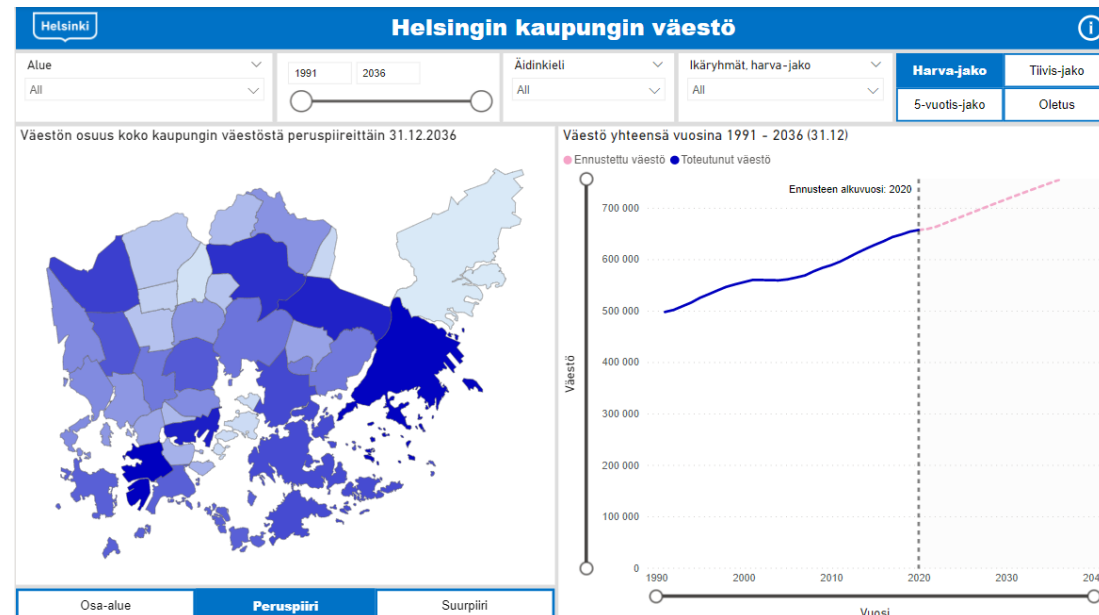 Helsinki
Helsingin kaupungin väestö
Alue
All
1991
2036
Äidinkieli
All
Ikäryhmät, harva-jako
All
Harva-jako
Tiivis-jako
5-vuotis-jako
Oletus
Väestön osuus koko kaupungin väestöstä peruspiireittäin 31.12.2036
Osa-alue
Peruspiiri
Suurpiiri
Väestö yhteensä vuosina 1991 - 2036 (31.12)
Ennustettu väestö
Toteutunut väestö
Ennusteen alkuvuosi: 2020
700 000
600 000
500 000
400 000
300 000
200 000
100 000
0
Väestö
1990
2000
2010
2020
2030
Vuosi